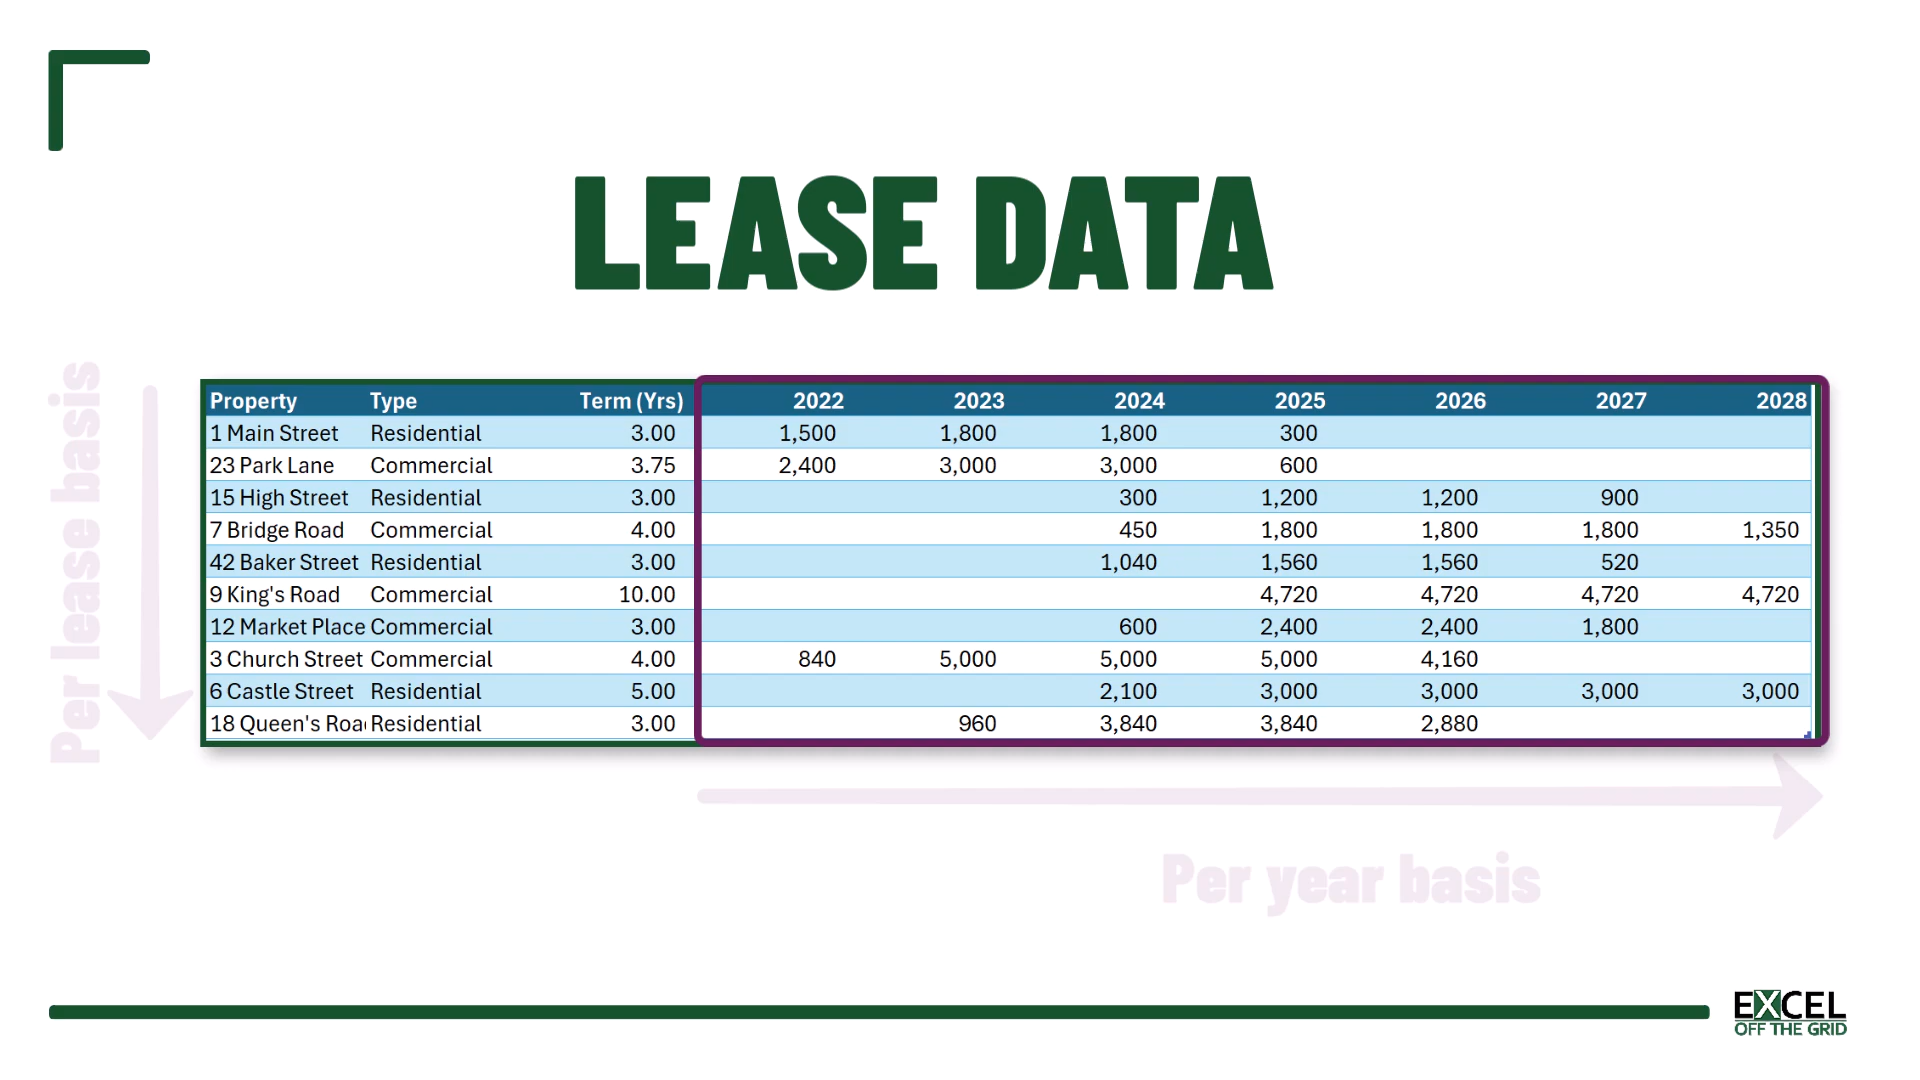 LEASE DATA
Per lease basis
Property Type Term (Yrs) 2022 2023 2024 2025 2026 2027 2028
1 Main Street Residential 3.00 1,500 1,800 1,800 300
23 Park Lane Commercial 3.75 2,400 3,000 3,000 600
15 High Street Residential 3.00 300 1,200 1,200 900
7 Bridge Road Commercial 4.00 450 1,800 1,800 1,800 1,350
42 Baker Street Residential 3.00 1,040 1,560 1,560 520
9 King's Road Commercial 10.00 4,720 4,720 4,720 4,720
12 Market Place Commercial 3.00 600 2,400 2,400 1,800
3 Church Street Commercial 4.00 840 5,000 5,000 5,000 4,160
6 Castle Street Residential 5.00 2,100 3,000 3,000 3,000 3,000
18 Queen's Roa Residential 3.00 960 3,840 3,840 2,880
Per year basis
EXCEL
OFF THE GRID